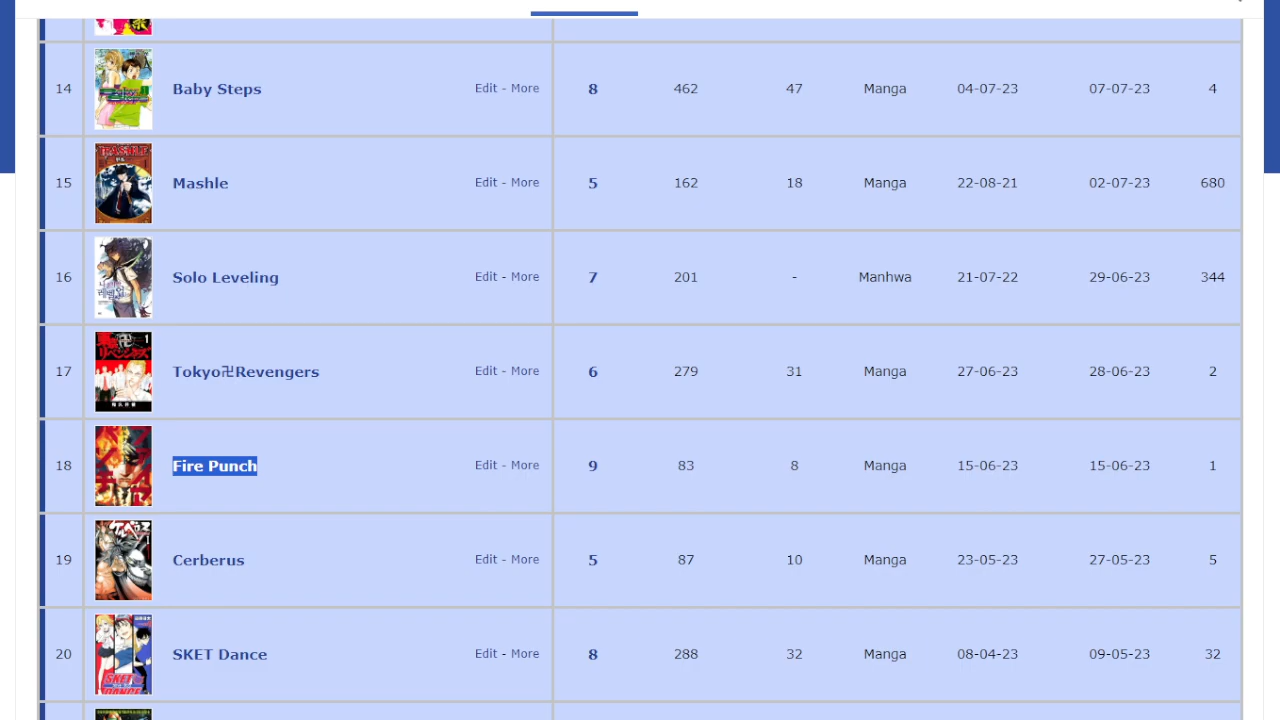 14 Baby Steps Edit - More 8 462 47 Manga 04-07-23 07-07-23 4
15 Mashle Edit - More 5 162 18 Manga 22-08-21 02-07-23 680
16 Solo Leveling Edit - More 7 201 - Manhwa 21-07-22 29-06-23 344
17 Tokyo卍Revengers Edit - More 6 279 31 Manga 27-06-23 28-06-23 2
18 Fire Punch Edit - More 9 83 8 Manga 15-06-23 15-06-23 1
19 Cerberus Edit - More 5 87 10 Manga 23-05-23 27-05-23 5
20 SKET Dance Edit - More 8 288 32 Manga 08-04-23 09-05-23 32